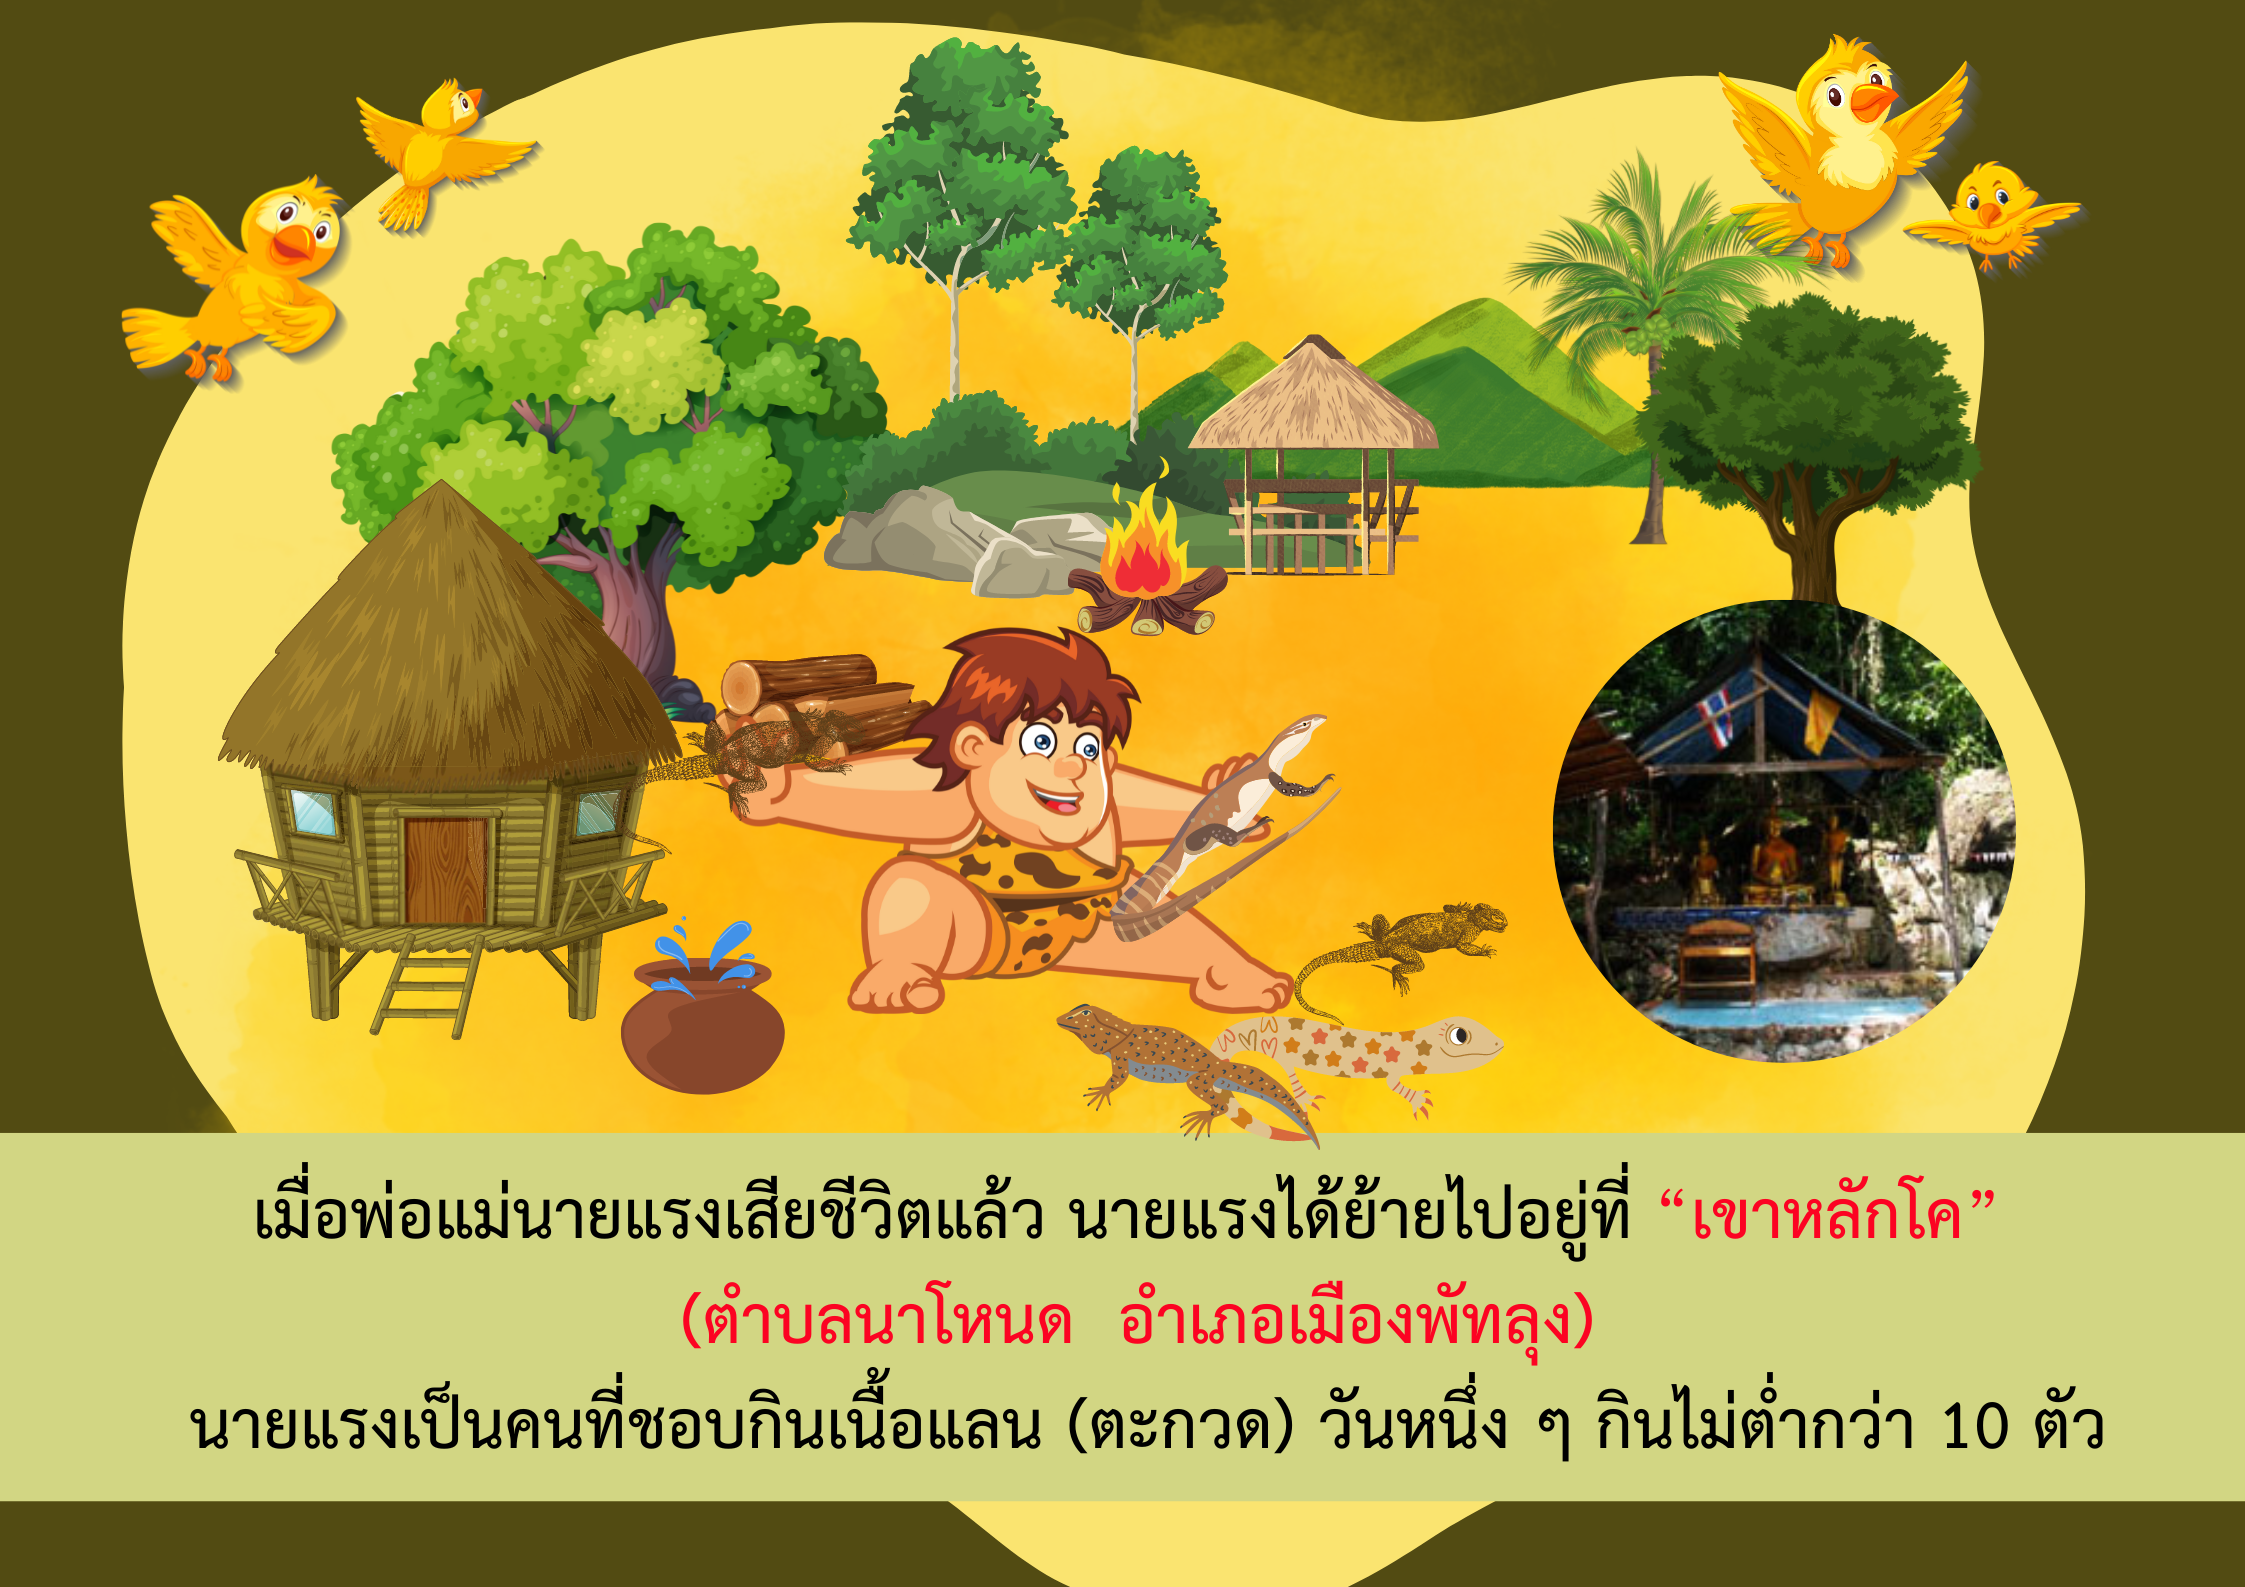 เมื่อพ่อแม่นายแรงเสียชีวิตแล้ว นายแรงได้ย้ายไปอยู่ที่ “เขาหลักโค”
(ตำบลนาโหนด อำเภอเมืองพัทลุง)
นายแรงเป็นคนที่ชอบกินเนื้อแลน (ตะกวด) วันหนึ่ง ๆ กินไม่ต่ำกว่า 10 ตัว